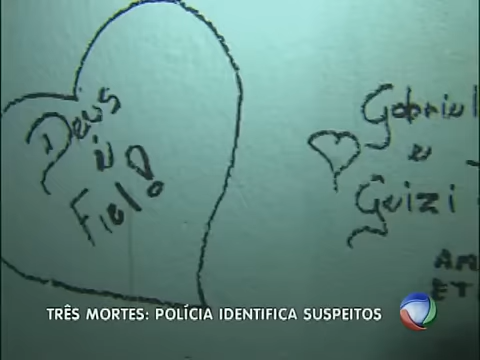 Deus
é
Fiel!
Gabriel
e
Geizi
TRÊS MORTES: POLÍCIA IDENTIFICA SUSPEITOS